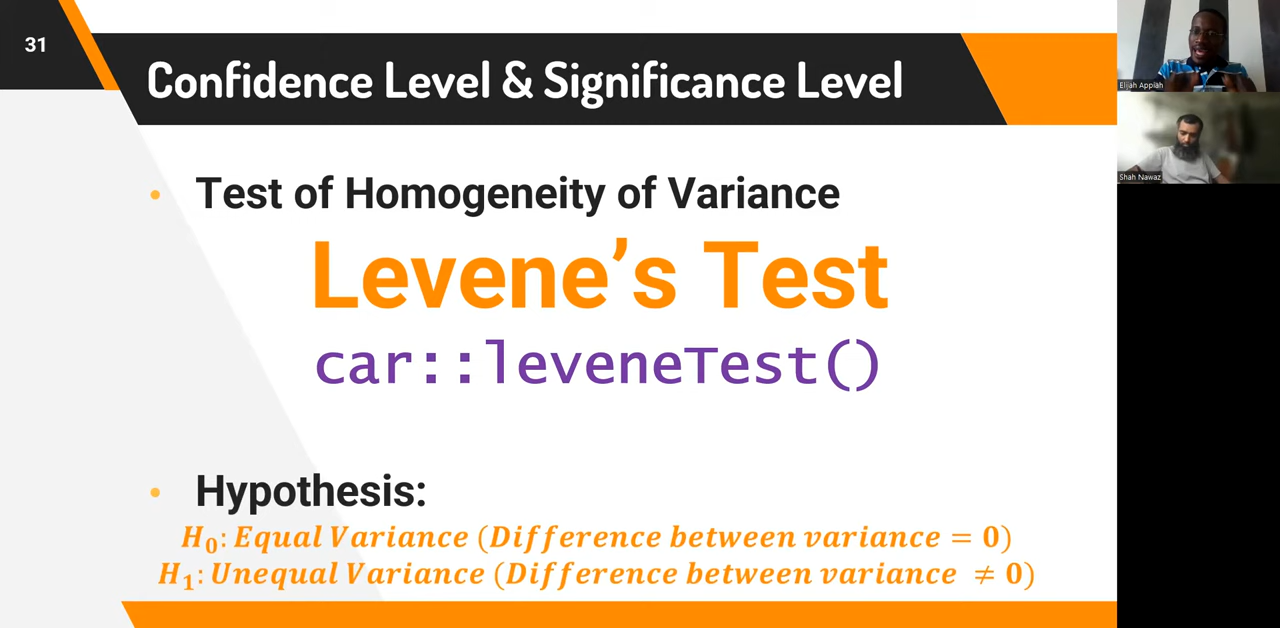 31
Confidence Level & Significance Level
Elijah Appiah
Shah Nawaz
• Test of Homogeneity of Variance
Levene’s Test
car::leveneTest()
• Hypothesis:
H₀: Equal Variance (Difference between variance = 0)
H₁: Unequal Variance (Difference between variance ≠ 0)